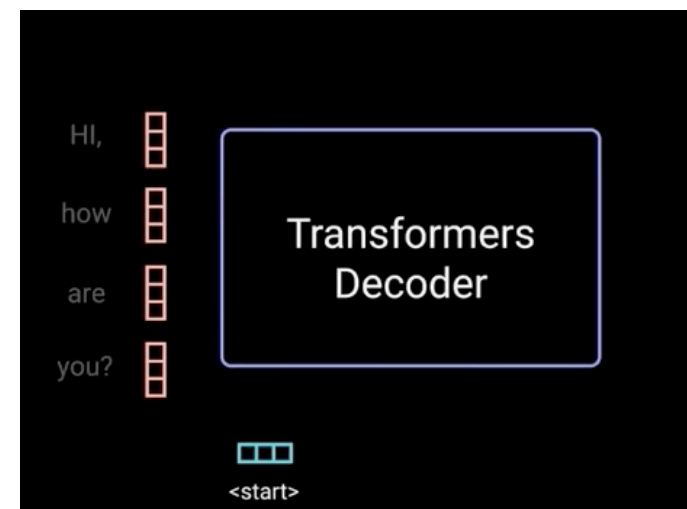 HI,
how
are
you?
Transformers
Decoder
<start>